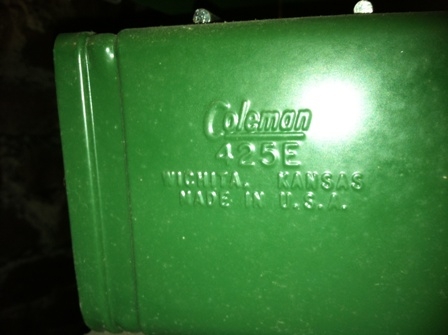 Coleman
425E
WICHITA, KANSAS
MADE IN U.S.A.